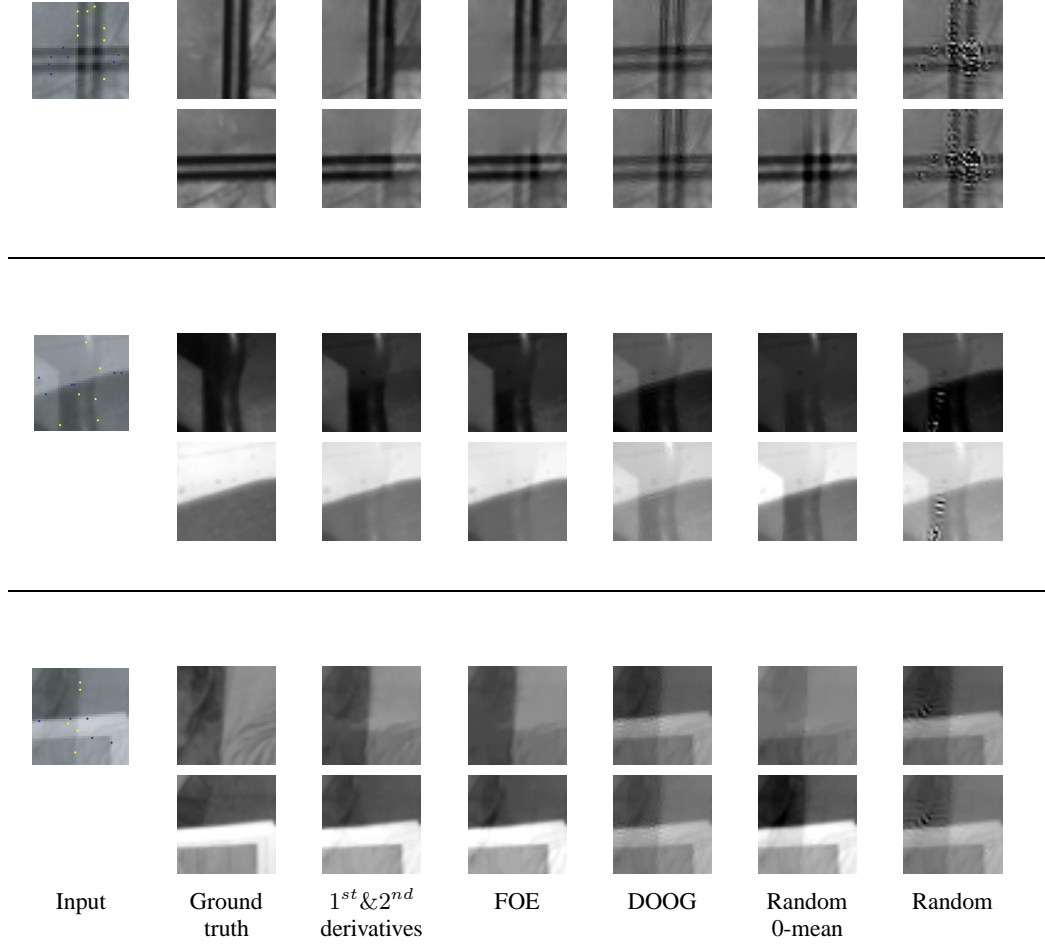 Input
Ground
truth
1st&2nd
derivatives
FOE
DOOG
Random
0-mean
Random